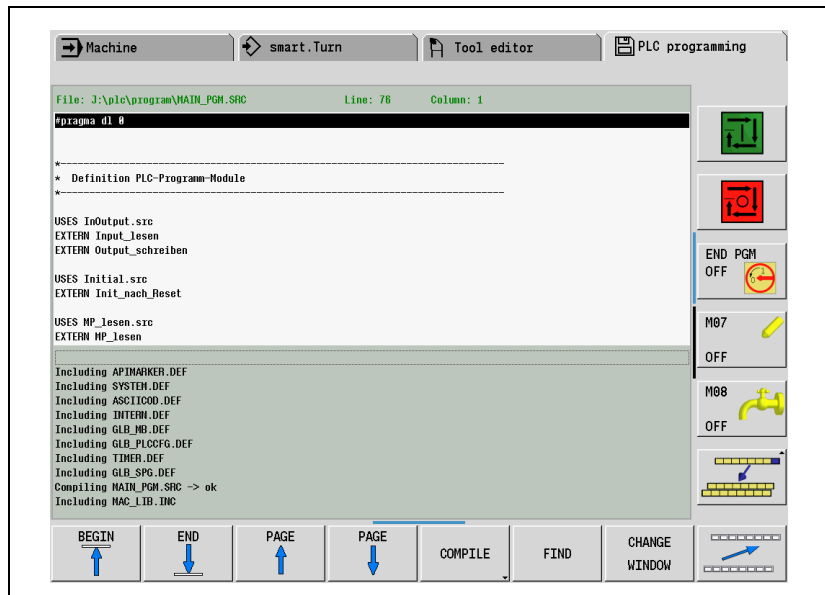 Machine
smart.Turn
Tool editor
PLC programming
File: J:\plc\program\MAIN_PGM.SRC Line: 76 Column: 1
#pragma dl 0
*------------------------------------------------------------------------------
* Definition PLC-Programm-Module
*------------------------------------------------------------------------------
USES InOutput.src
EXTERN Input_lesen
EXTERN Output_schreiben
USES Initial.src
EXTERN Init_nach_Reset
USES MP_lesen.src
EXTERN MP_lesen
Including APIMARKER.DEF
Including SYSTEM.DEF
Including ASCIICOD.DEF
Including INTERN.DEF
Including GLB_MB.DEF
Including GLB_PLCCFG.DEF
Including TIMER.DEF
Including GLB_SPG.DEF
Compiling MAIN_PGM.SRC -> ok
Including MAC_LIB.INC
END PGM
OFF
M07
OFF
M08
OFF
BEGIN
END
PAGE
PAGE
COMPILE
FIND
CHANGE
WINDOW